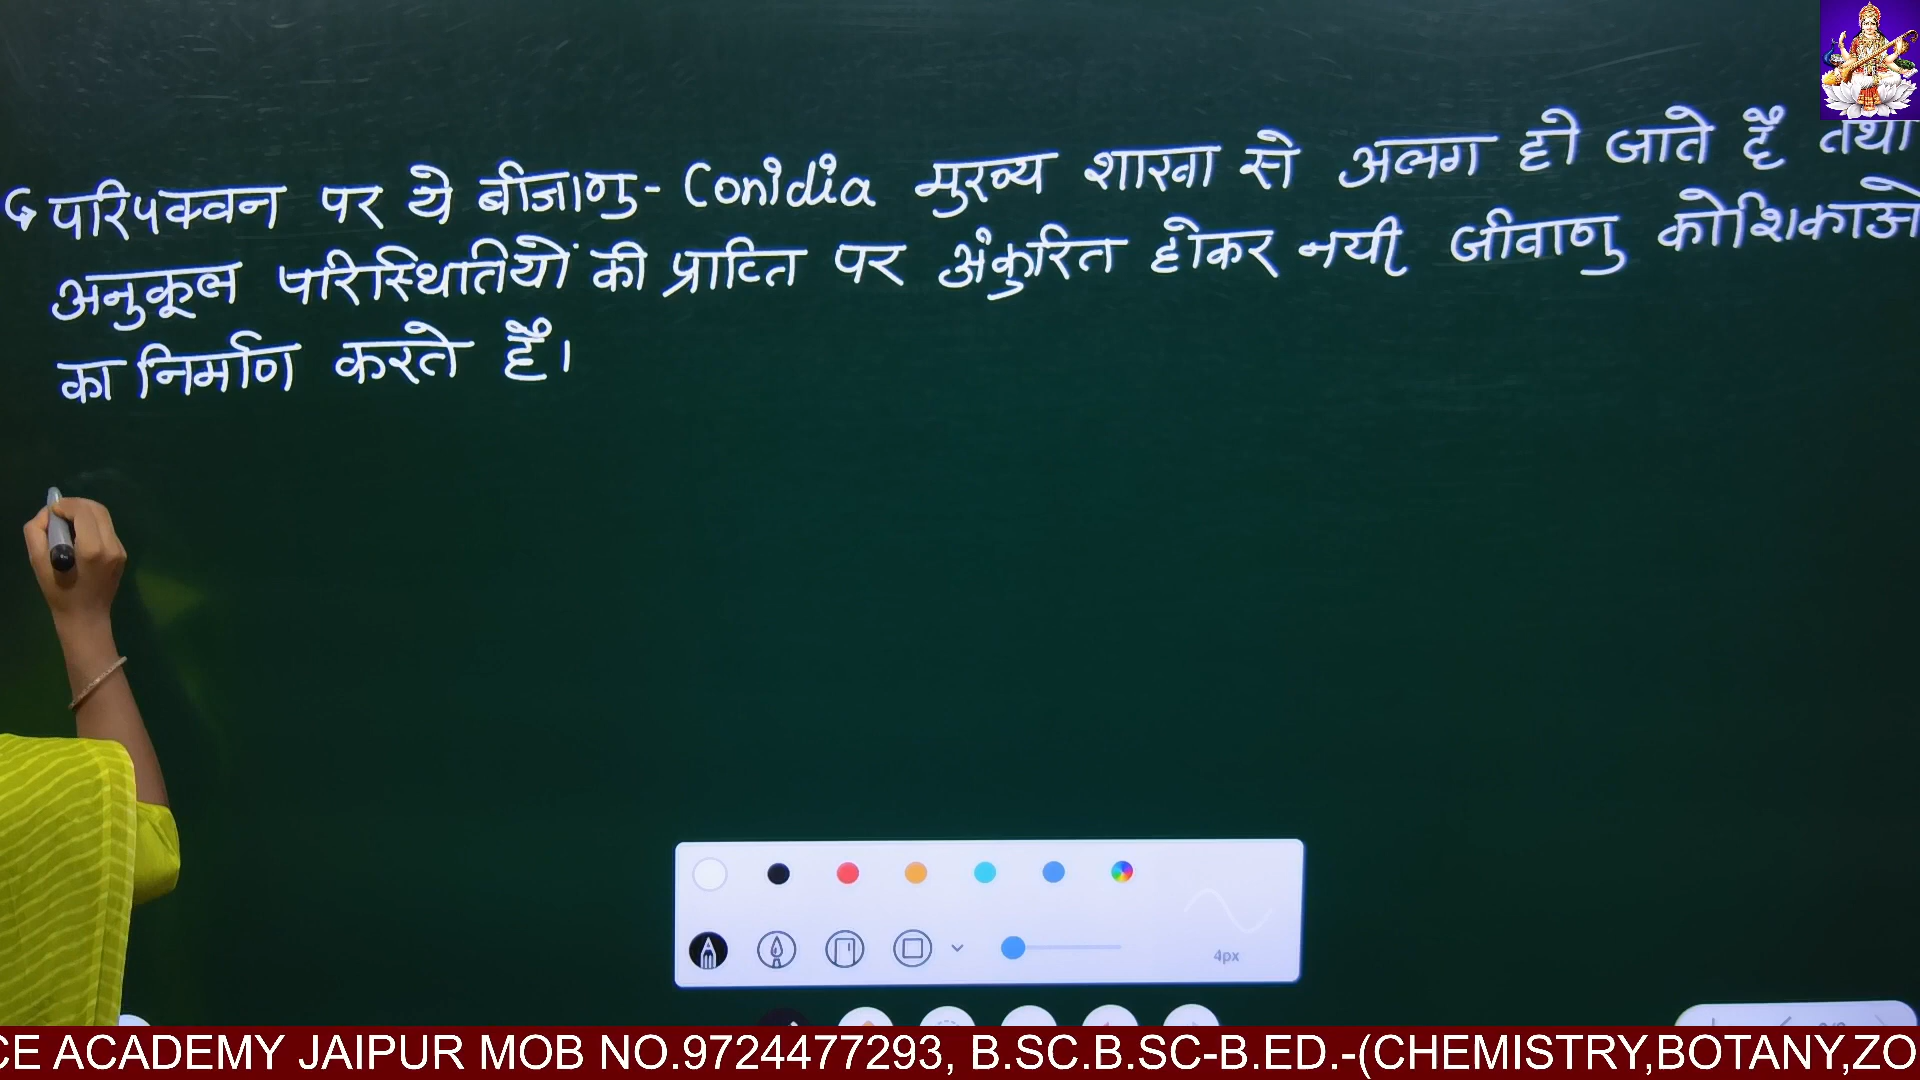 ↳ परिपक्वन पर ये बीजाणु - Conidia मुख्य शाखा से अलग हो जाते हैं तथा
अनुकूल परिस्थितियों की प्राप्ति पर अंकुरित होकर नयी जीवाणु कोशिकाओ
का निर्माण करते हैं।
4px
CE ACADEMY JAIPUR MOB NO.9724477293, B.SC.B.SC-B.ED.-(CHEMISTRY,BOTANY,ZO